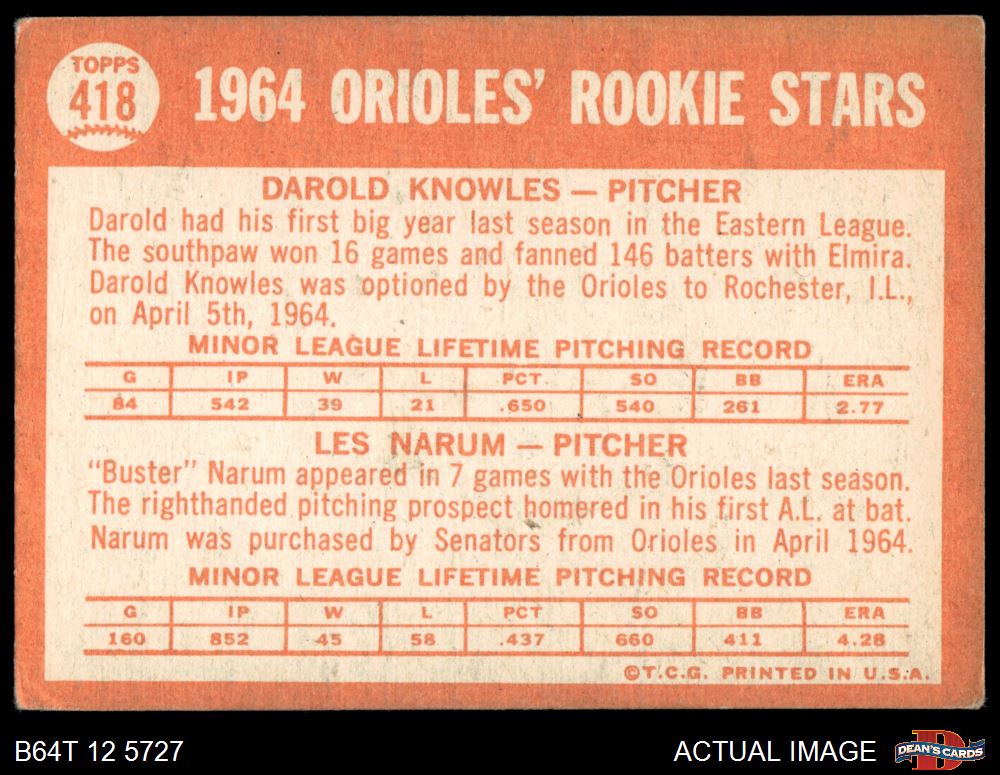 TOPPS
418
1964 ORIOLES' ROOKIE STARS
DAROLD KNOWLES — PITCHER
Darold had his first big year last season in the Eastern League.
The southpaw won 16 games and fanned 146 batters with Elmira.
Darold Knowles was optioned by the Orioles to Rochester, I.L.,
on April 5th, 1964.
MINOR LEAGUE LIFETIME PITCHING RECORD
G IP W L PCT. SO BB ERA
84 542 39 21 .650 540 261 2.77
LES NARUM — PITCHER
"Buster" Narum appeared in 7 games with the Orioles last season.
The righthanded pitching prospect homered in his first A.L. at bat.
Narum was purchased by Senators from Orioles in April 1964.
MINOR LEAGUE LIFETIME PITCHING RECORD
G IP W L PCT SO BB ERA
160 852 45 58 .437 660 411 4.28
©T.C.G. PRINTED IN U.S.A.
B64T 12 5727
ACTUAL IMAGE
D
DEAN'S CARDS